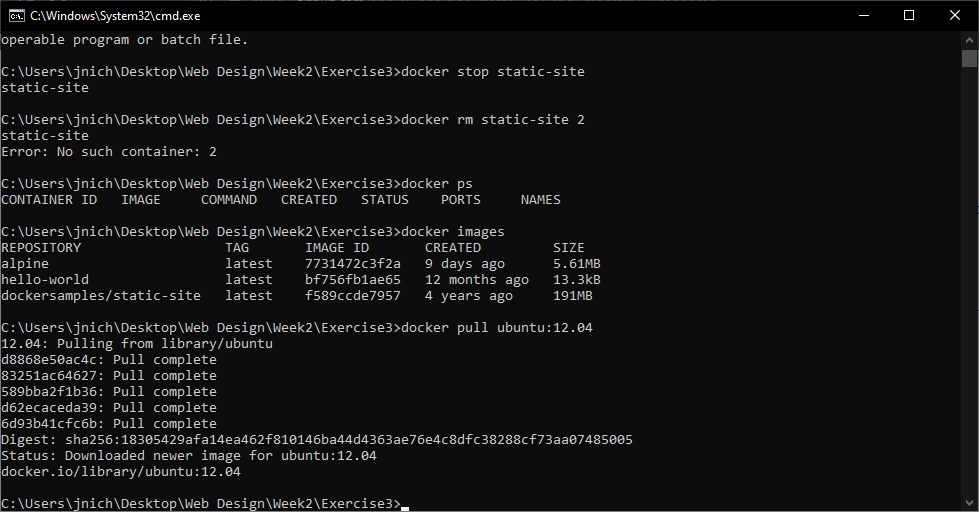 C:\Windows\System32\cmd.exe
operable program or batch file.
C:\Users\jnich\Desktop\Web Design\Week2\Exercise3>docker stop static-site
static-site
C:\Users\jnich\Desktop\Web Design\Week2\Exercise3>docker rm static-site 2
static-site
Error: No such container: 2
C:\Users\jnich\Desktop\Web Design\Week2\Exercise3>docker ps
CONTAINER ID   IMAGE     COMMAND   CREATED   STATUS    PORTS     NAMES
C:\Users\jnich\Desktop\Web Design\Week2\Exercise3>docker images
REPOSITORY                  TAG       IMAGE ID       CREATED         SIZE
alpine                      latest    7731472c3f2a   9 days ago      5.61MB
hello-world                 latest    bf756fb1ae65   12 months ago   13.3kB
dockersamples/static-site   latest    f589ccde7957   4 years ago     191MB
C:\Users\jnich\Desktop\Web Design\Week2\Exercise3>docker pull ubuntu:12.04
12.04: Pulling from library/ubuntu
d8868e50ac4c: Pull complete
83251ac64627: Pull complete
589bba2f1b36: Pull complete
d62ecaceda39: Pull complete
6d93b41cfc6b: Pull complete
Digest: sha256:18305429afa14ea462f810146ba44d4363ae76e4c8dfc38288cf73aa07485005
Status: Downloaded newer image for ubuntu:12.04
docker.io/library/ubuntu:12.04
C:\Users\jnich\Desktop\Web Design\Week2\Exercise3>